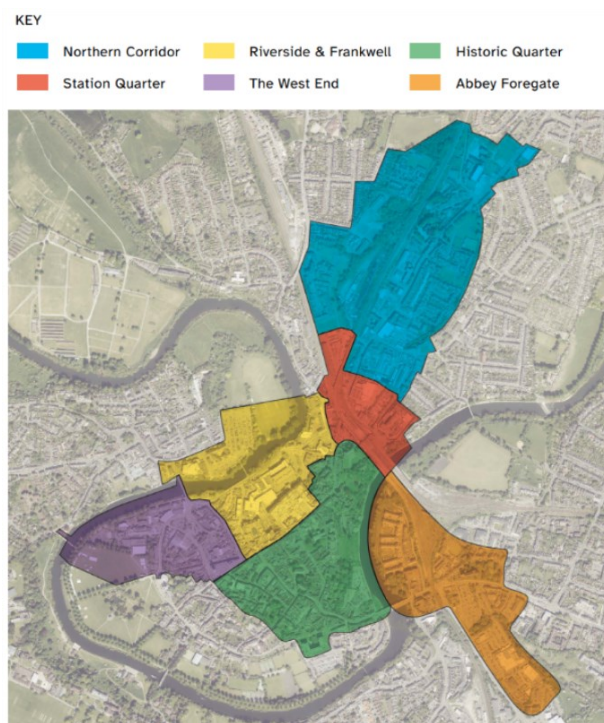 KEY
Northern Corridor Riverside & Frankwell Historic Quarter
Station Quarter The West End Abbey Foregate